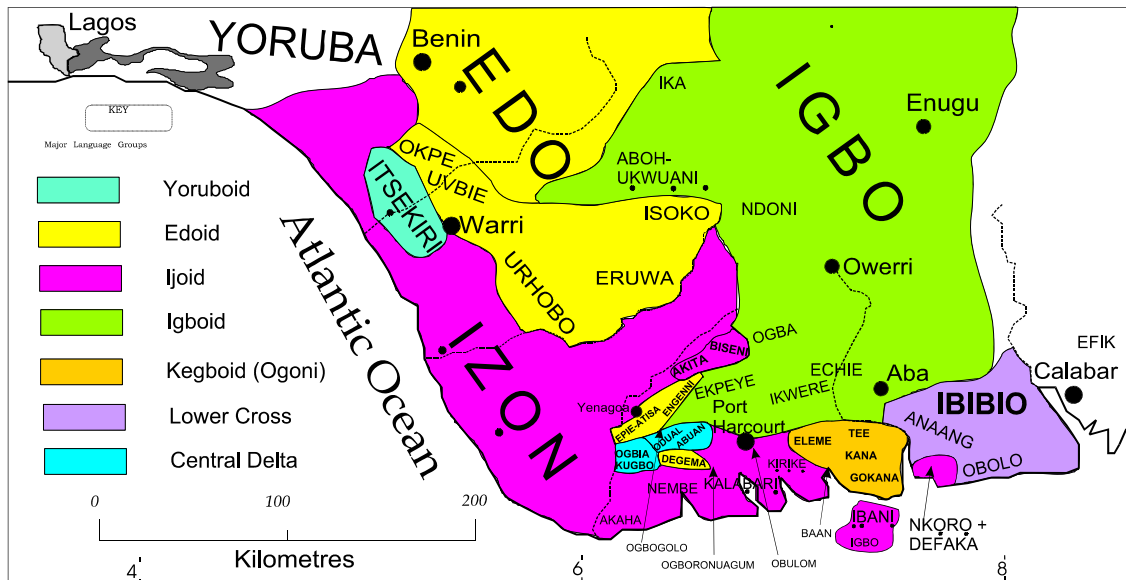 Lagos
YORUBA
Benin
EDO
IKA
IGBO
Enugu
KEY
Major Language Groups
Yoruboid
Edoid
Ijoid
Igboid
Kegboid (Ogoni)
Lower Cross
Central Delta
OKPE
UVBIE
ITSEKIRI
Warri
ABOH-
UKWUANI
ISOKO
NDONI
URHOBO
ERUWA
Owerri
Atlantic Ocean
IZON
OGBA
BISENI
AKITA
EKPEYE
ECHIE
IKWERE
Aba
EFIK
Calabar
IBIBIO
ANAANG
OBOLO
Yenagoa
ENGENNI
EPIE-ATISA
Port
Harcourt
ODUAL
ABUAN
OGBIA
KUGBO
DEGEMA
ELEME
TEE
KANA
GOKANA
KIRIKE
KALABARI
NEMBE
AKAHA
IBANI
IGBO
NKORO +
DEFAKA
BAAN
OGBOGOLO
OGBORONUAGUM
OBULOM
0
100
200
Kilometres
4
6
8